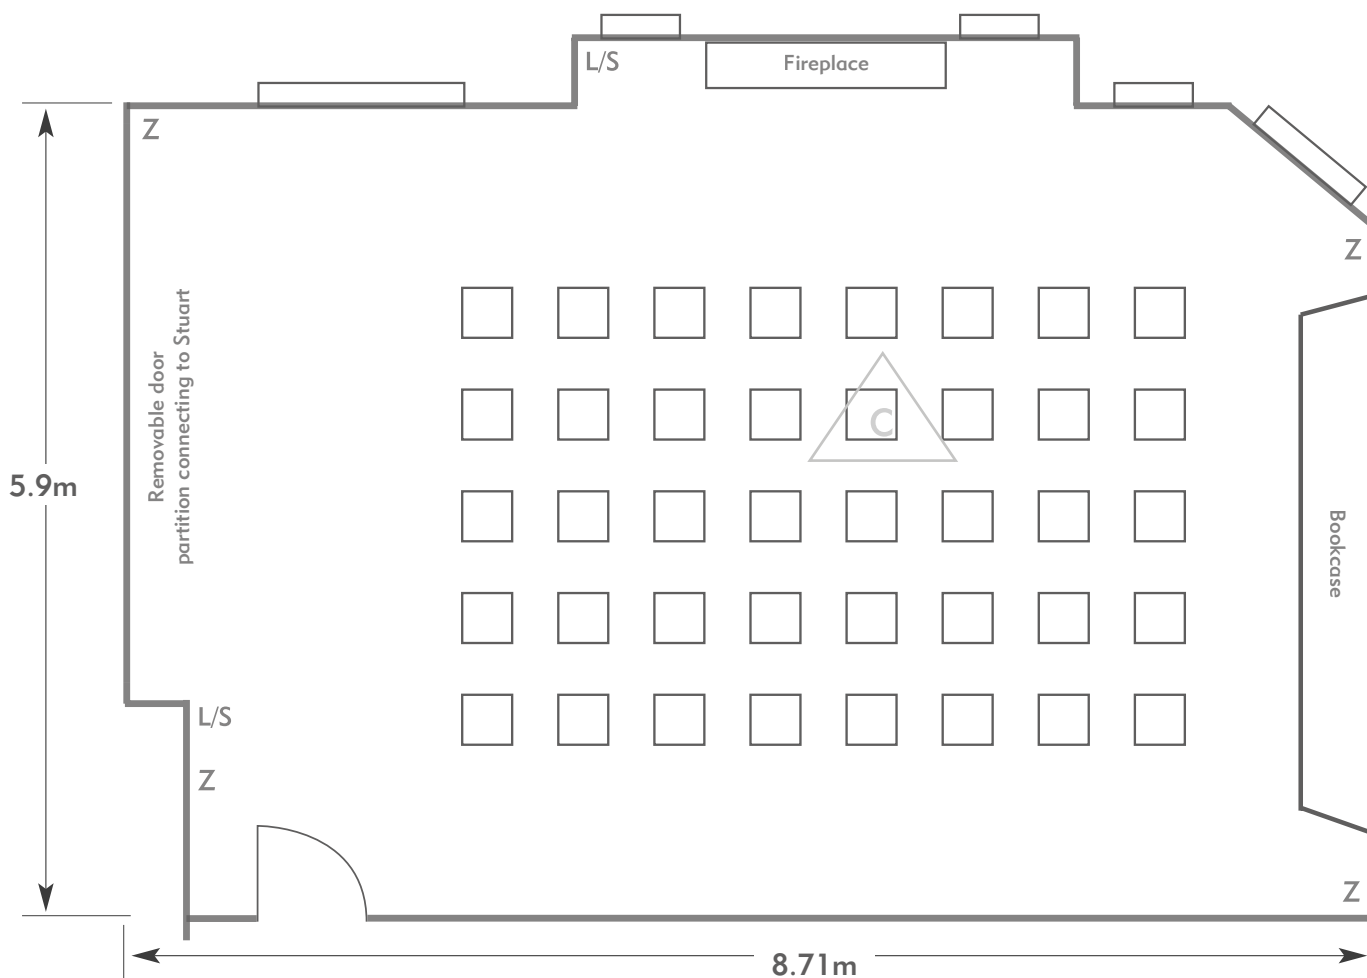 L/S
Fireplace
Z
Z
Removable door
partition connecting to Stuart
C
5.9m
Bookcase
L/S
Z
Z
8.71m